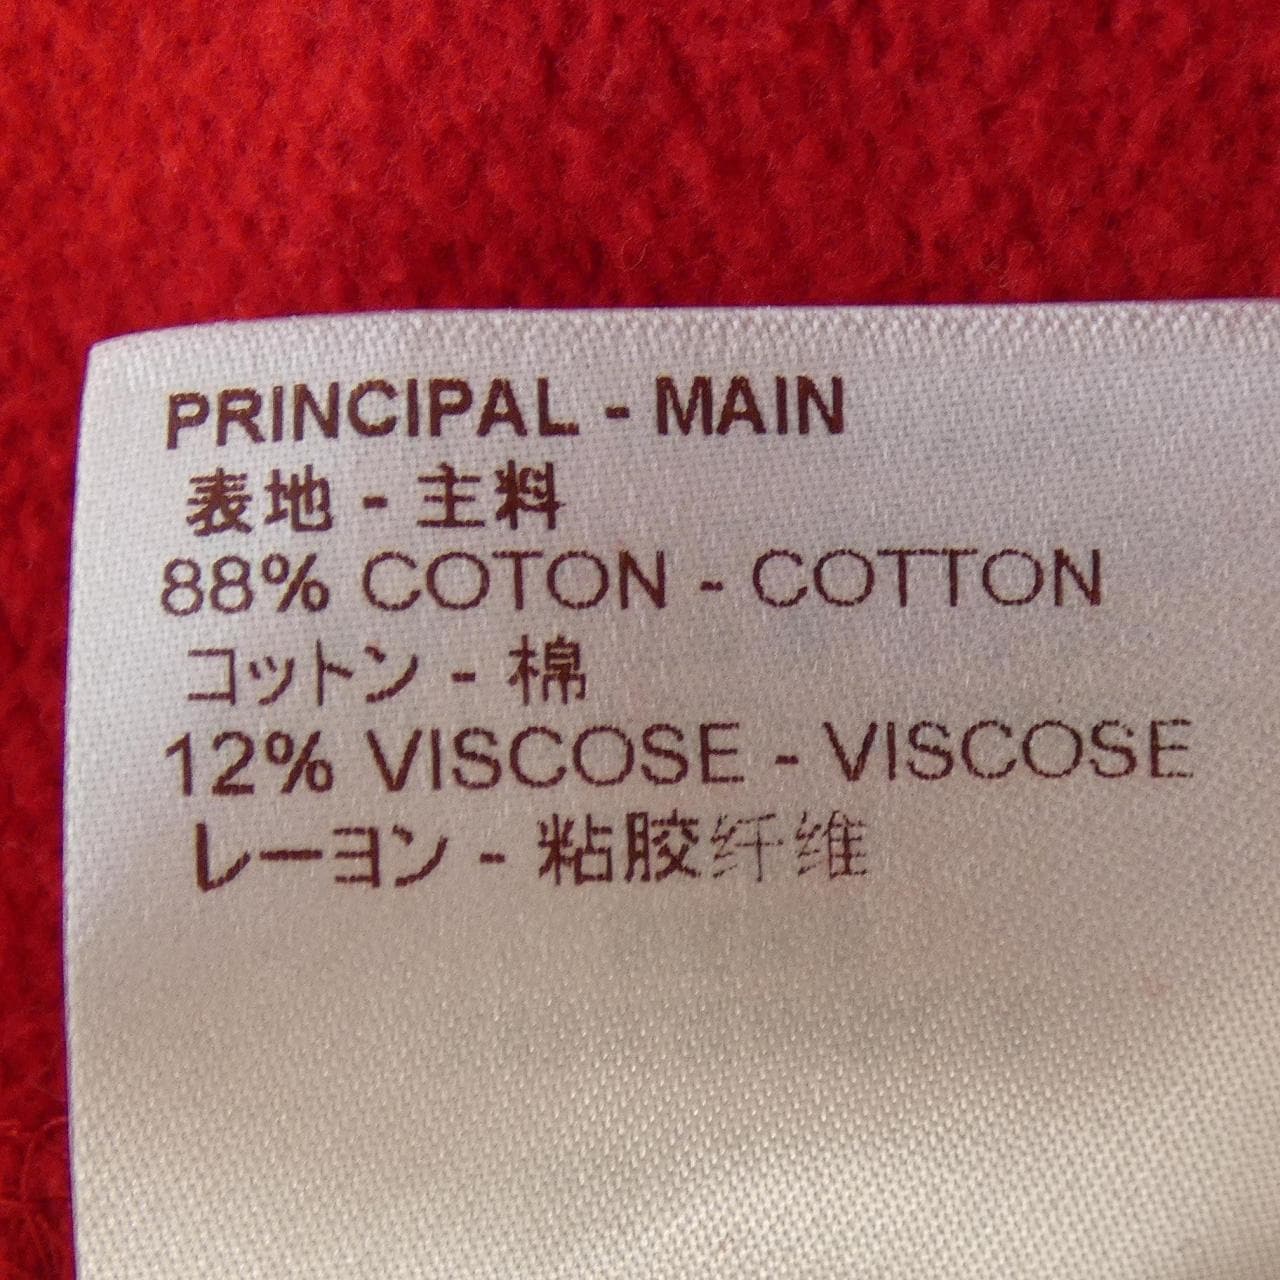 PRINCIPAL - MAIN
表地 - 主料
88% COTON - COTTON
コットン - 棉
12% VISCOSE - VISCOSE
レーヨン - 粘胶纤维